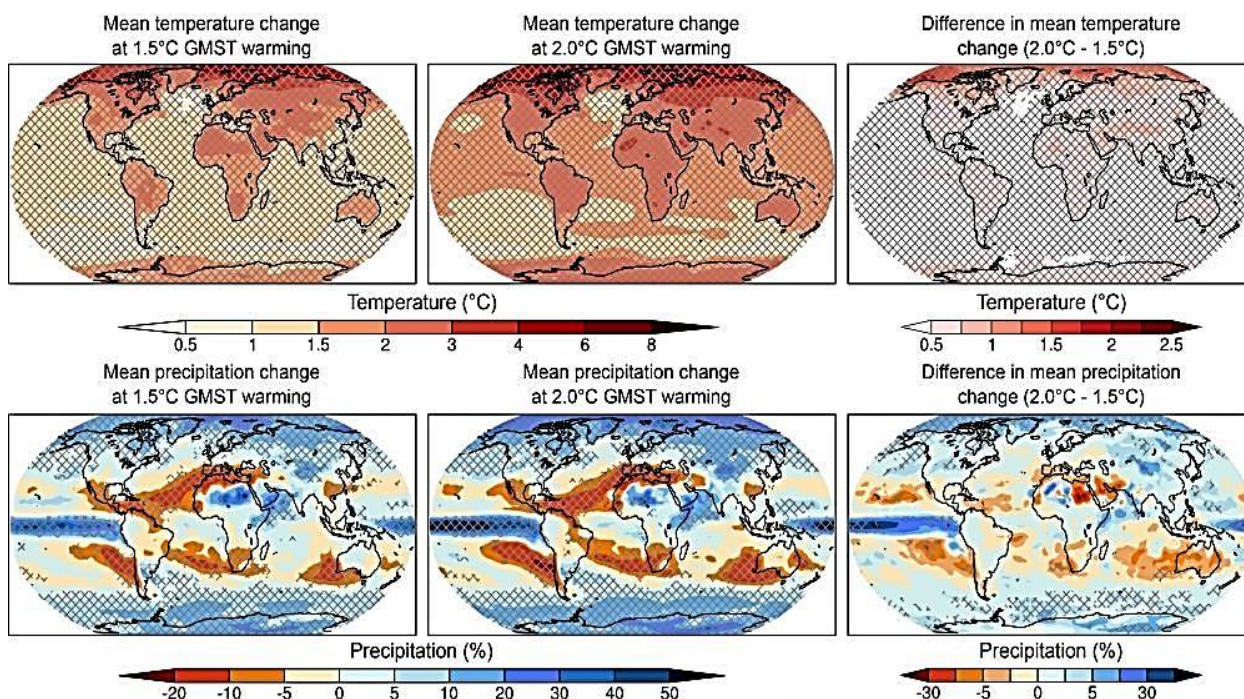 Mean temperature change
at 1.5°C GMST warming
Mean temperature change
at 2.0°C GMST warming
Difference in mean temperature
change (2.0°C - 1.5°C)
Temperature (°C)
0.5 1 1.5 2 3 4 6 8
Temperature (°C)
0.5 1 1.5 2 2.5
Mean precipitation change
at 1.5°C GMST warming
Mean precipitation change
at 2.0°C GMST warming
Difference in mean precipitation
change (2.0°C - 1.5°C)
Precipitation (%)
-20 -10 -5 0 5 10 20 30 40 50
Precipitation (%)
-30 -5 0 5 30